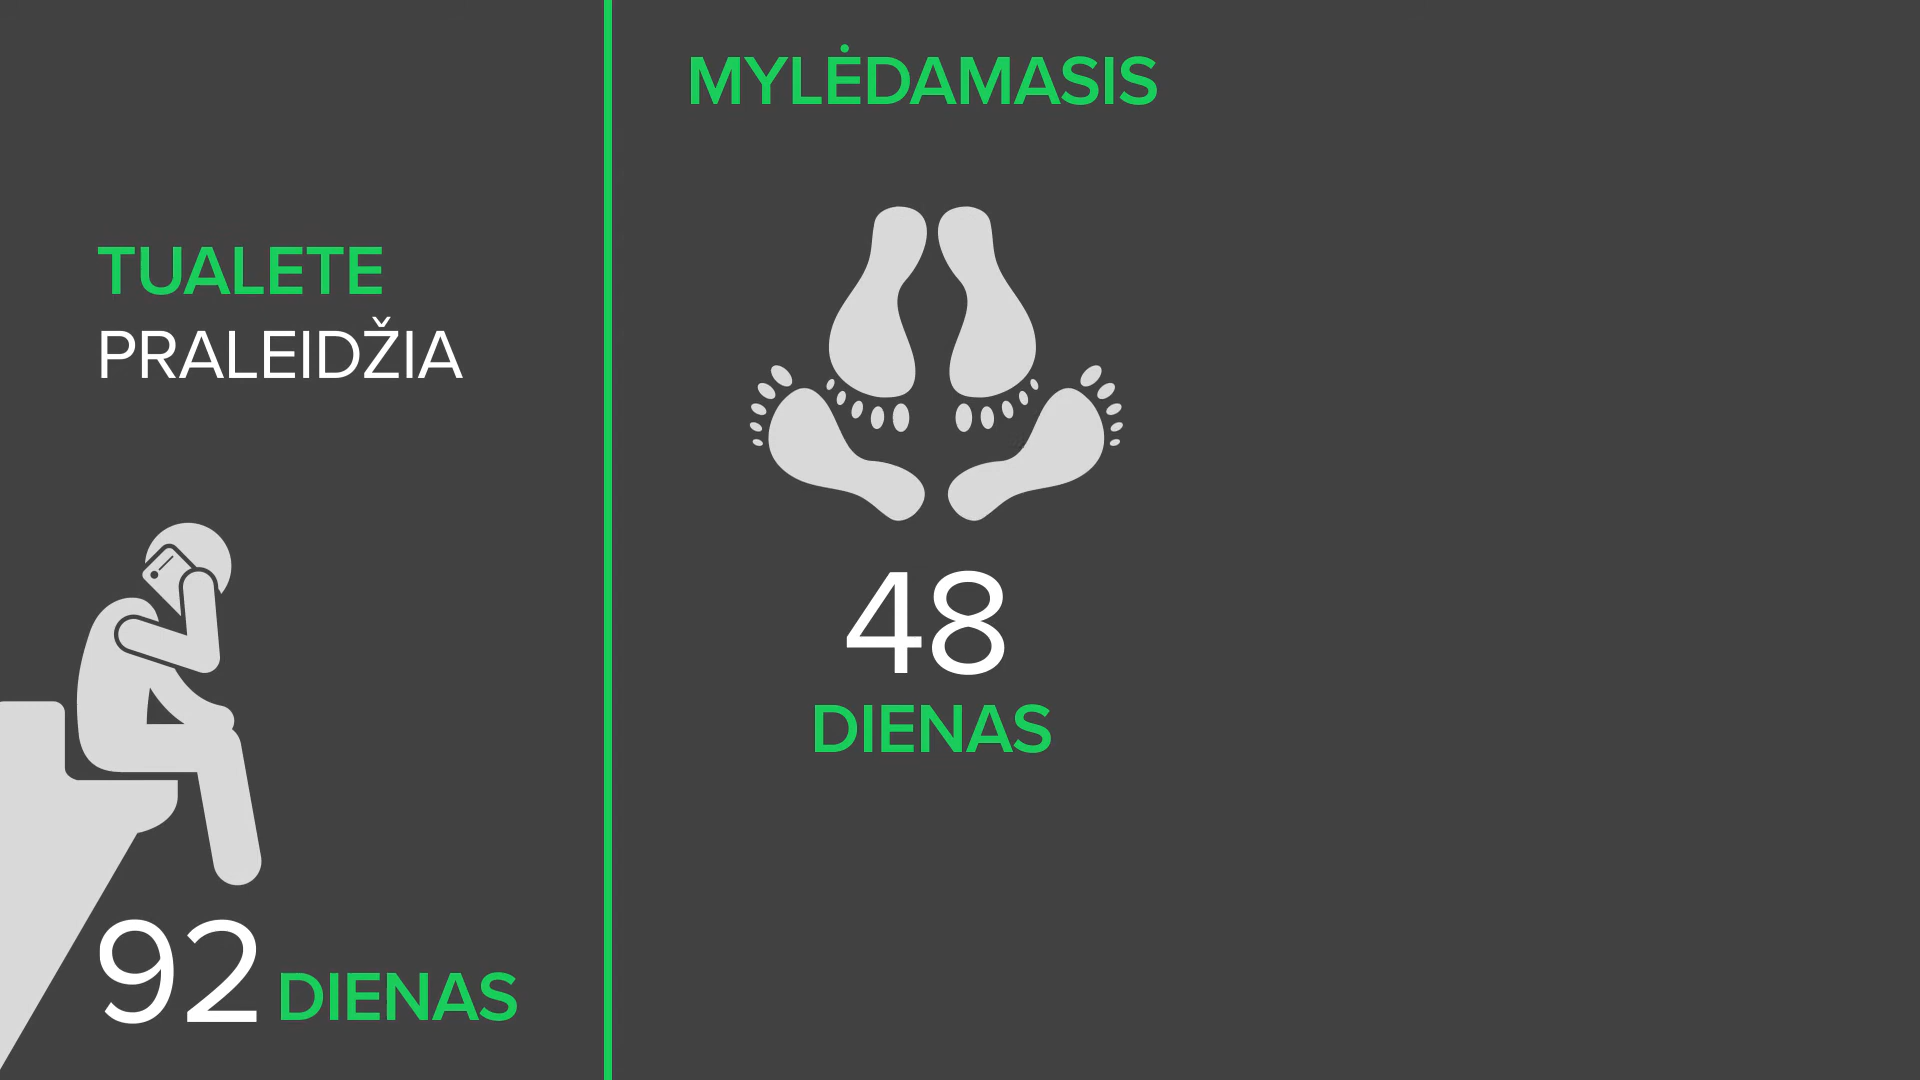 TUALETE
PRALEIDŽIA
92 DIENAS
MYLĖDAMASIS
48
DIENAS